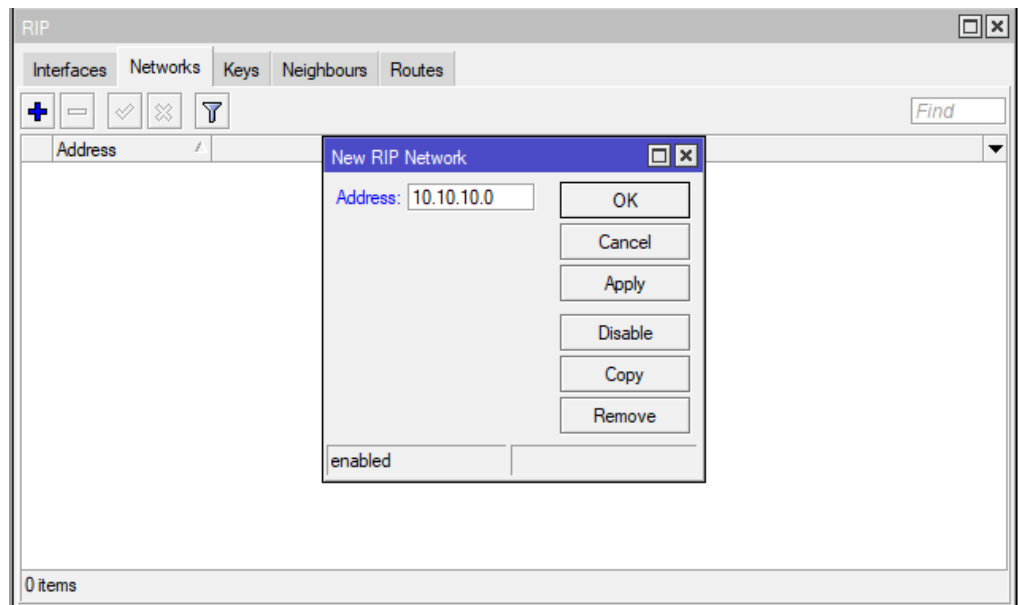 RIP
Interfaces Networks Keys Neighbours Routes
Find
Address
New RIP Network
Address: 10.10.10.0
OK
Cancel
Apply
Disable
Copy
Remove
enabled
0 items